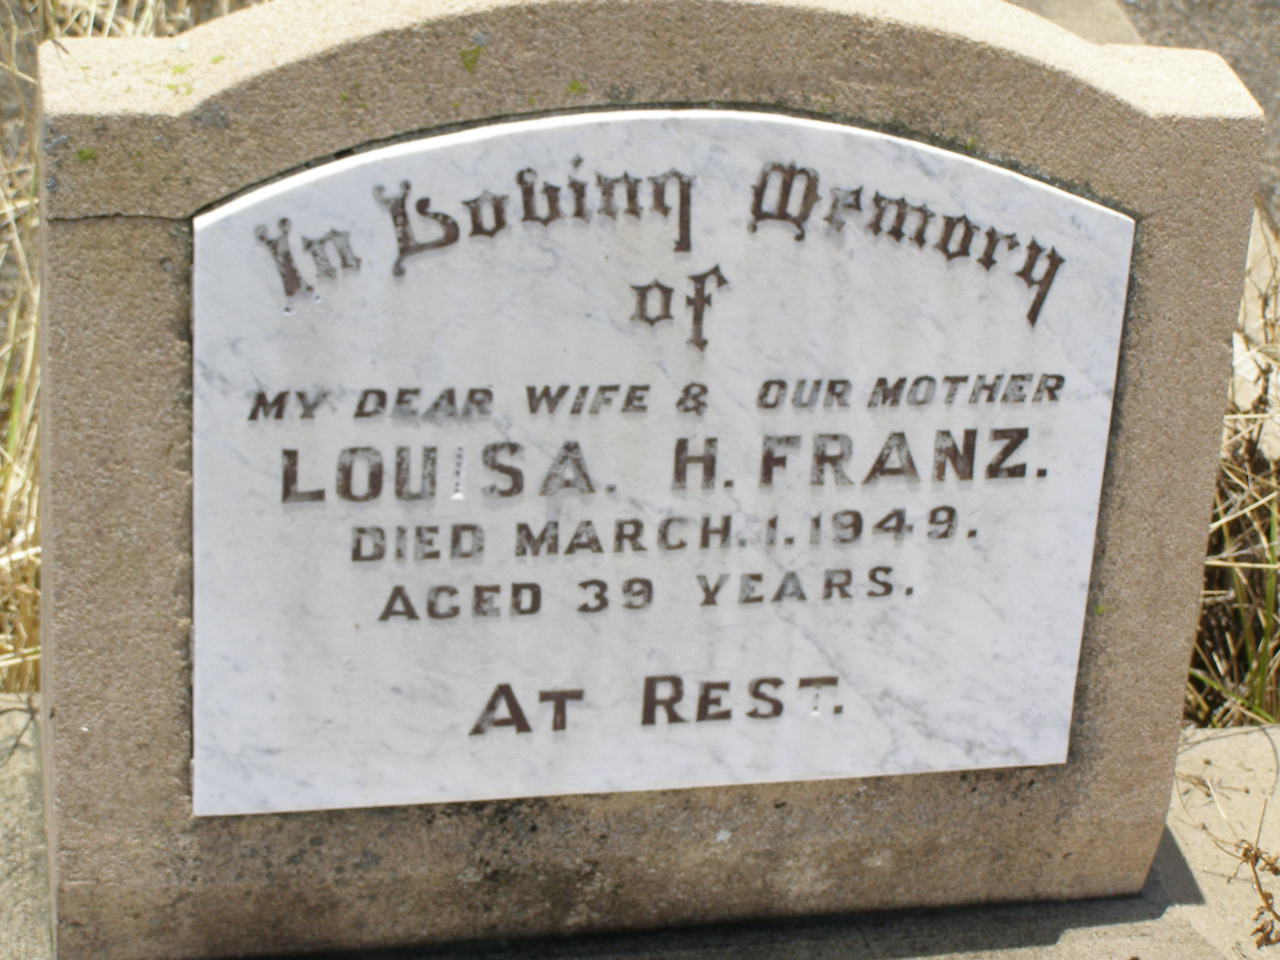 In Loving Memory
of
MY DEAR WIFE & OUR MOTHER
LOUISA. H. FRANZ.
DIED MARCH.1.1949.
AGED 39 YEARS.
AT REST.